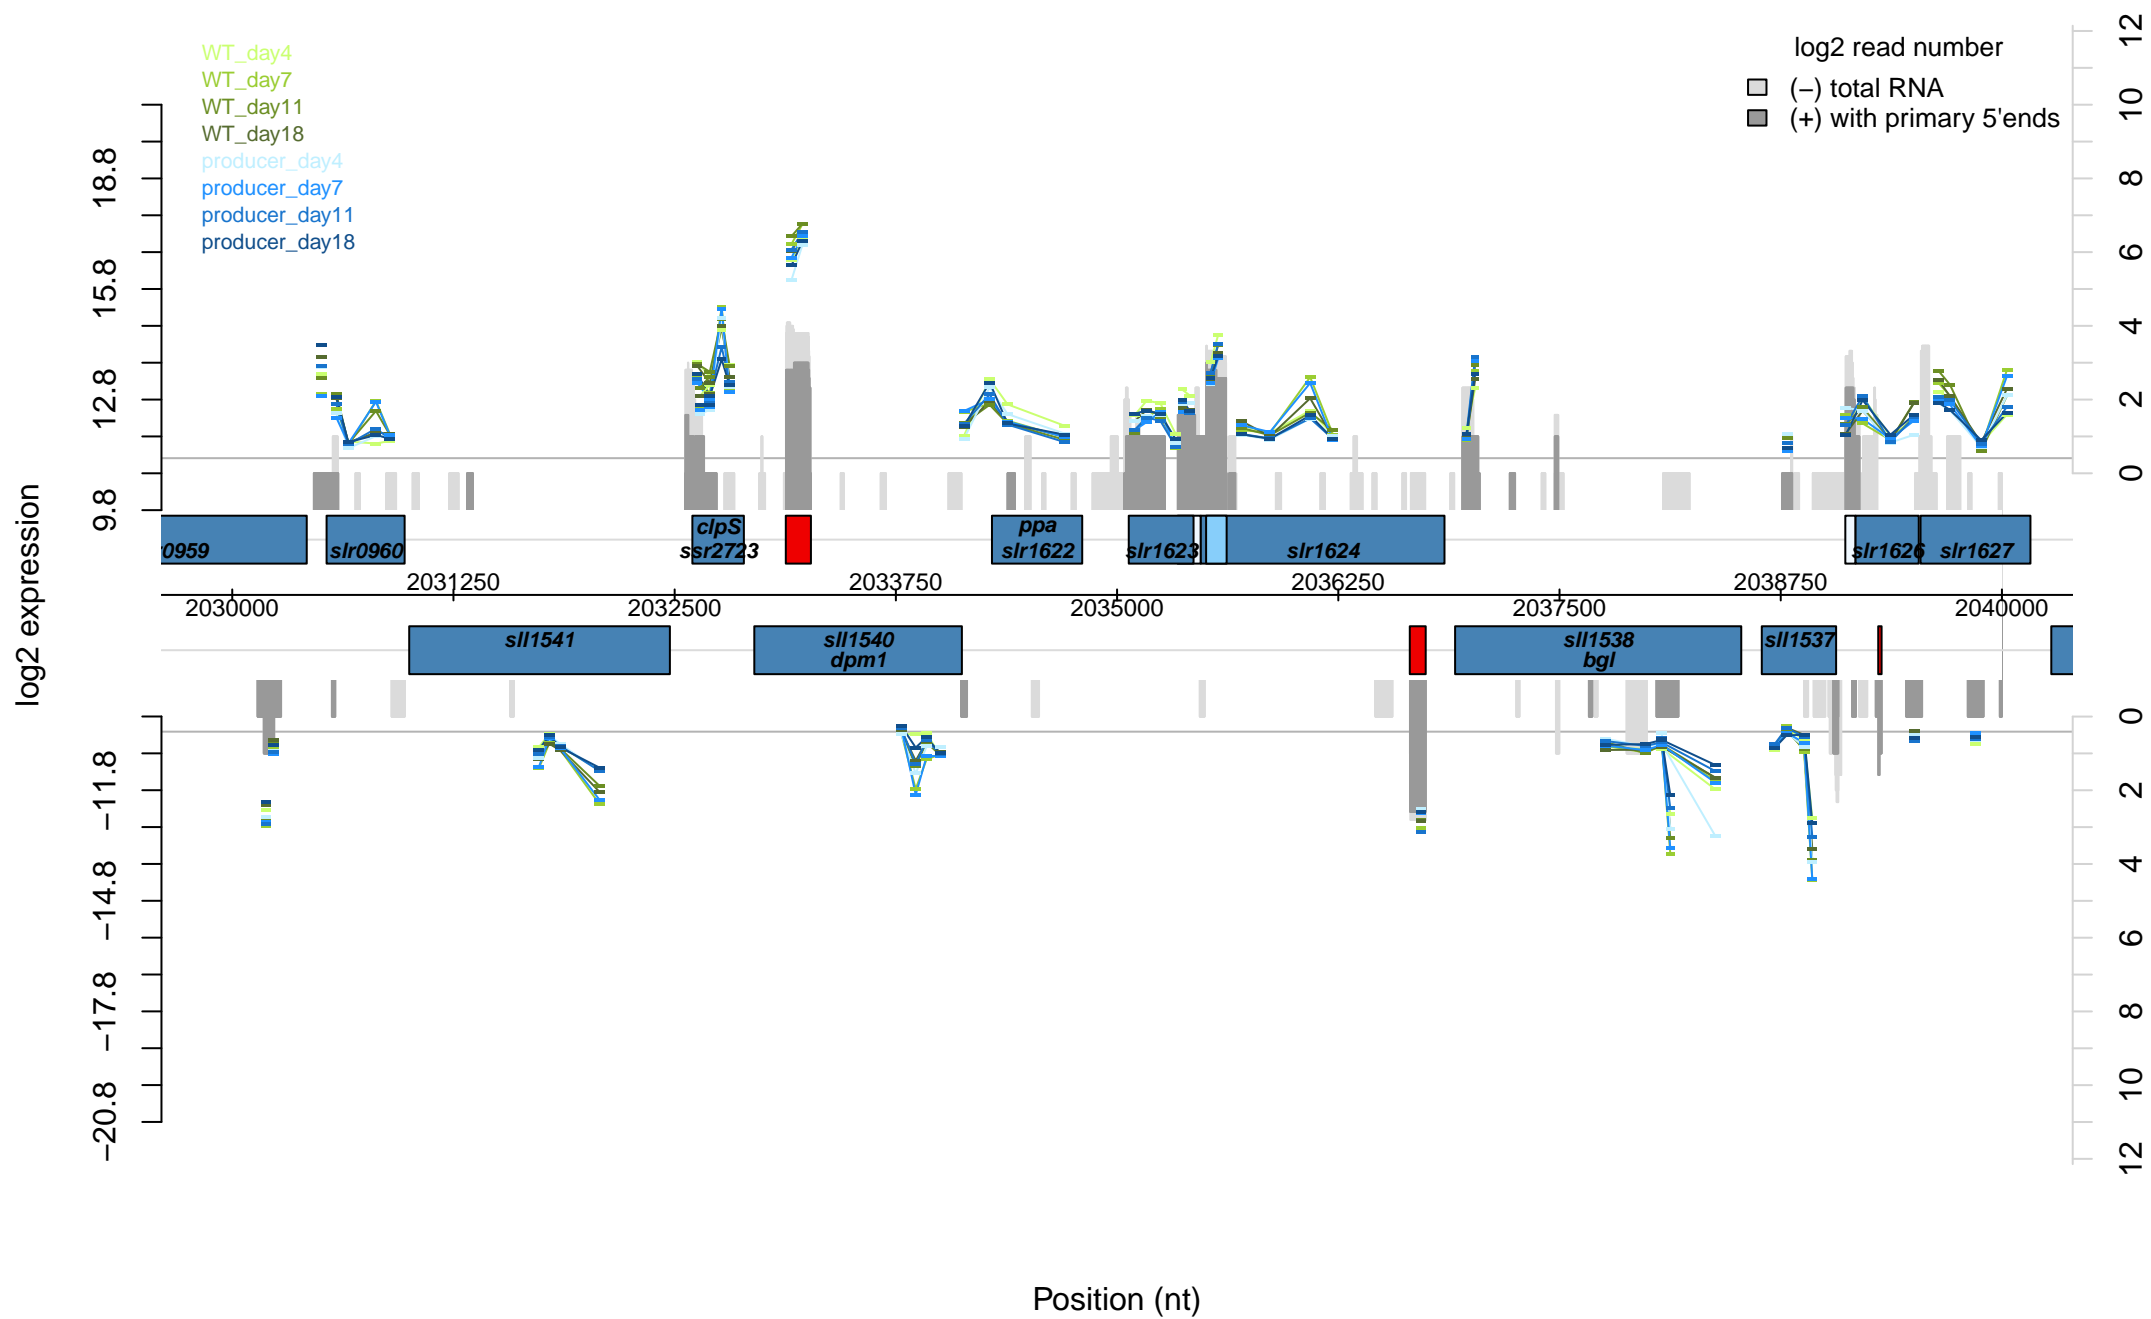 WT_day4
WT_day7
WT_day11
WT_day18
producer_day4
producer_day7
producer_day11
producer_day18
log2 read number
(−) total RNA
(+) with primary 5'ends
18.8
15.8
12.8
9.8
12
10
8
6
4
2
0
log2 expression
r0959
slr0960
clpS
ssr2723
ppa
slr1622
slr1623
slr1624
slr1626
slr1627
2031250
2033750
2036250
2038750
2030000
2032500
2035000
2037500
2040000
sll1541
sll1540
dpm1
sll1538
bgl
sll1537
−11.8
−14.8
−17.8
−20.8
0
2
4
6
8
10
12
Position (nt)